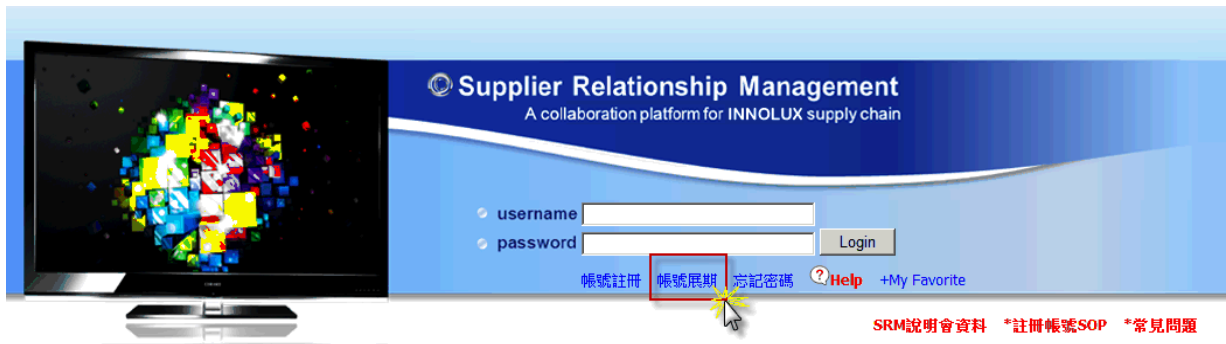 Supplier Relationship Management
A collaboration platform for INNOLUX supply chain
username
password
Login
帳號註冊 帳號展期 忘記密碼 ?Help +My Favorite
SRM說明會資料 *註冊帳號SOP *常見問題